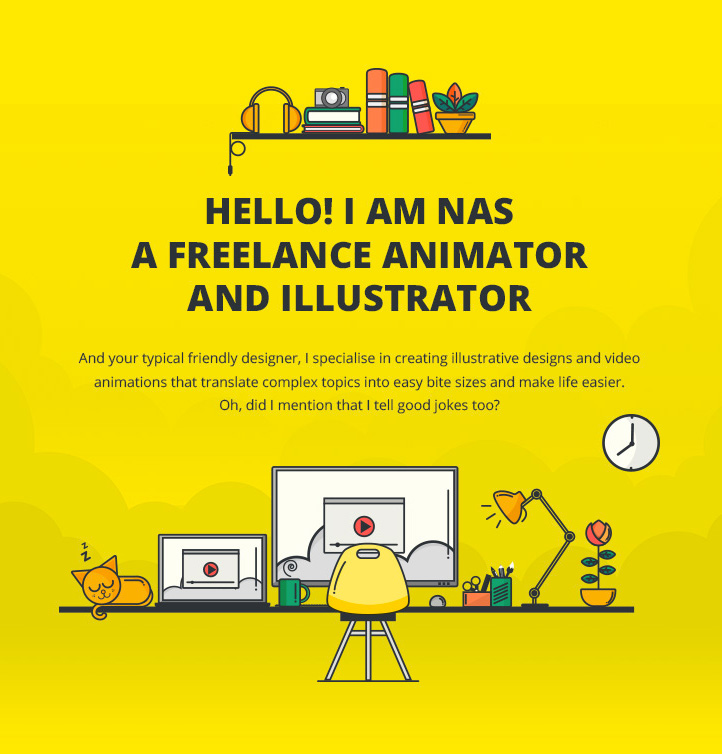 HELLO! I AM NAS
A FREELANCE ANIMATOR
AND ILLUSTRATOR
And your typical friendly designer, I specialise in creating illustrative designs and video
animations that translate complex topics into easy bite sizes and make life easier.
Oh, did I mention that I tell good jokes too?
z
z